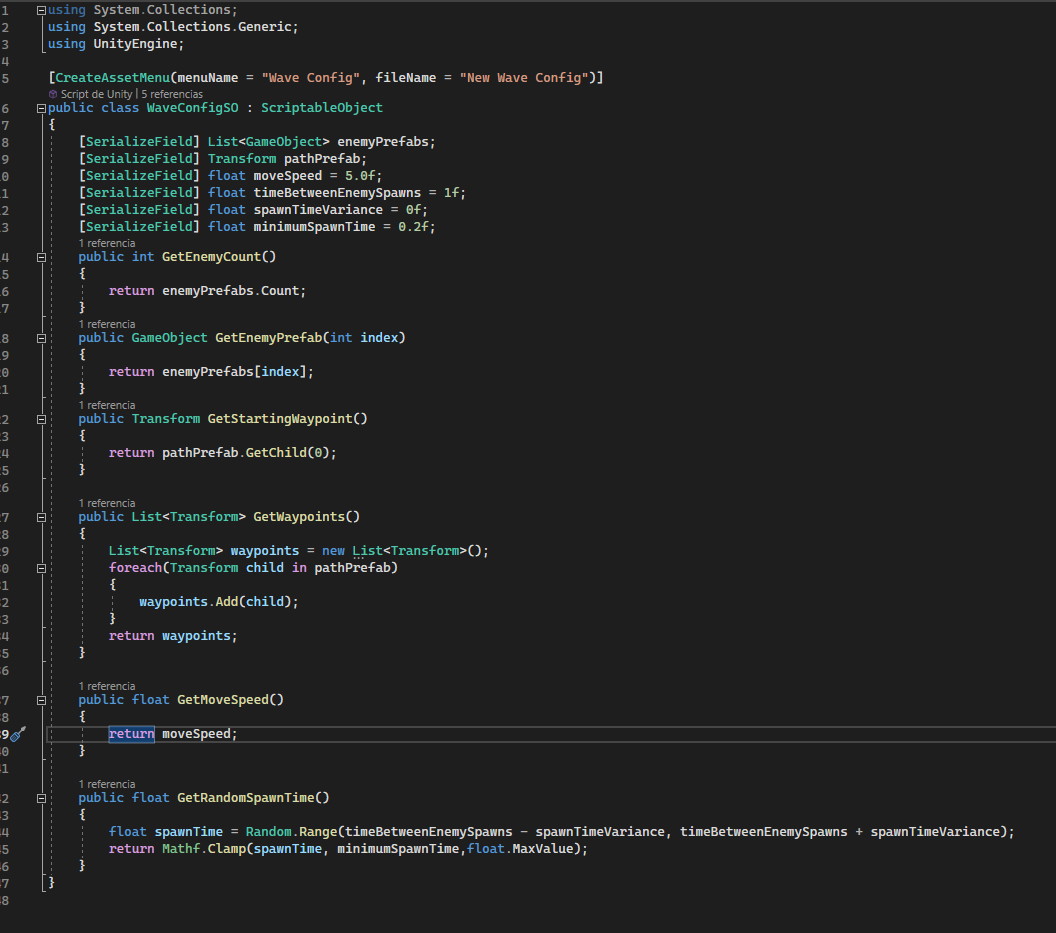 1 using System.Collections;
2 using System.Collections.Generic;
3 using UnityEngine;
4
5 [CreateAssetMenu(menuName = "Wave Config", fileName = "New Wave Config")]
Script de Unity | 5 referencias
6 public class WaveConfigSO : ScriptableObject
7 {
8 [SerializeField] List<GameObject> enemyPrefabs;
9 [SerializeField] Transform pathPrefab;
0 [SerializeField] float moveSpeed = 5.0f;
1 [SerializeField] float timeBetweenEnemySpawns = 1f;
2 [SerializeField] float spawnTimeVariance = 0f;
3 [SerializeField] float minimumSpawnTime = 0.2f;
1 referencia
4 public int GetEnemyCount()
5 {
6 return enemyPrefabs.Count;
7 }
1 referencia
8 public GameObject GetEnemyPrefab(int index)
9 {
0 return enemyPrefabs[index];
1 }
1 referencia
2 public Transform GetStartingWaypoint()
3 {
4 return pathPrefab.GetChild(0);
5 }
6
1 referencia
7 public List<Transform> GetWaypoints()
8 {
9 List<Transform> waypoints = new List<Transform>();
0 foreach(Transform child in pathPrefab)
1 {
2 waypoints.Add(child);
3 }
4 return waypoints;
5 }
6
1 referencia
7 public float GetMoveSpeed()
8 {
9 return moveSpeed;
0 }
1
1 referencia
2 public float GetRandomSpawnTime()
3 {
4 float spawnTime = Random.Range(timeBetweenEnemySpawns - spawnTimeVariance, timeBetweenEnemySpawns + spawnTimeVariance);
5 return Mathf.Clamp(spawnTime, minimumSpawnTime,float.MaxValue);
6 }
7 }
8